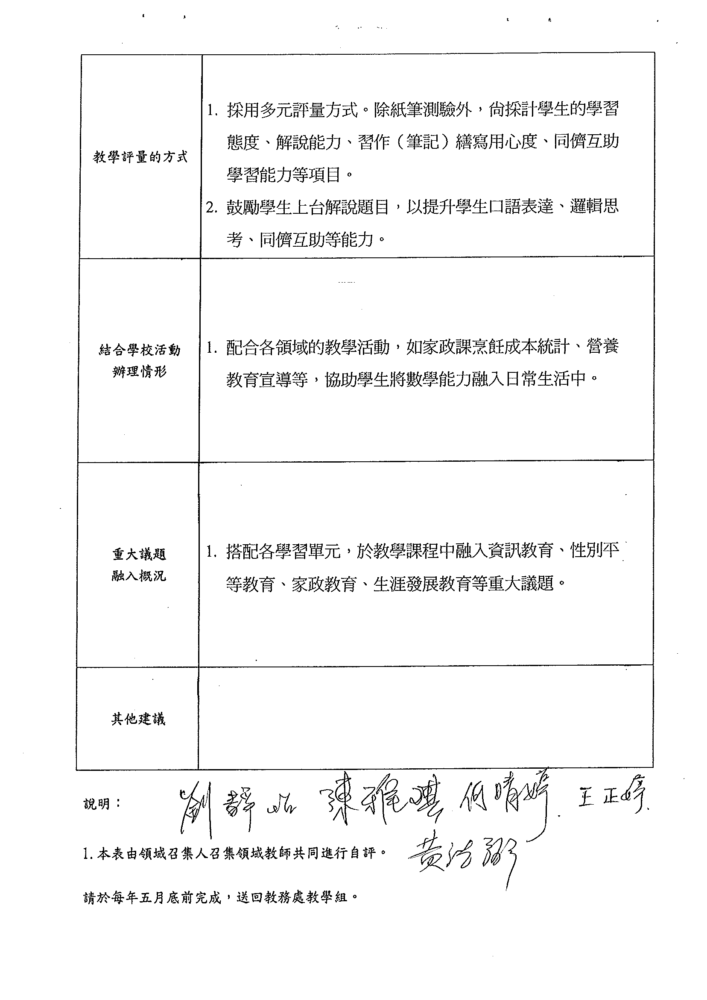 教學評量的方式
1. 採用多元評量方式。除紙筆測驗外，尚採計學生的學習
態度、解說能力、習作（筆記）繕寫用心度、同儕互助
學習能力等項目。
2. 鼓勵學生上台解說題目，以提升學生口語表達、邏輯思
考、同儕互助等能力。
結合學校活動
辦理情形
1. 配合各領域的教學活動，如家政課烹飪成本統計、營養
教育宣導等，協助學生將數學能力融入日常生活中。
重大議題
融入概況
1. 搭配各學習單元，於教學課程中融入資訊教育、性別平
等教育、家政教育、生涯發展教育等重大議題。
其他建議
說明：
劉靜 陳雅琪 何晴婷 王正婷
1.本表由領域召集人召集領域教師共同進行自評。
黃
請於每年五月底前完成，送回教務處教學組。